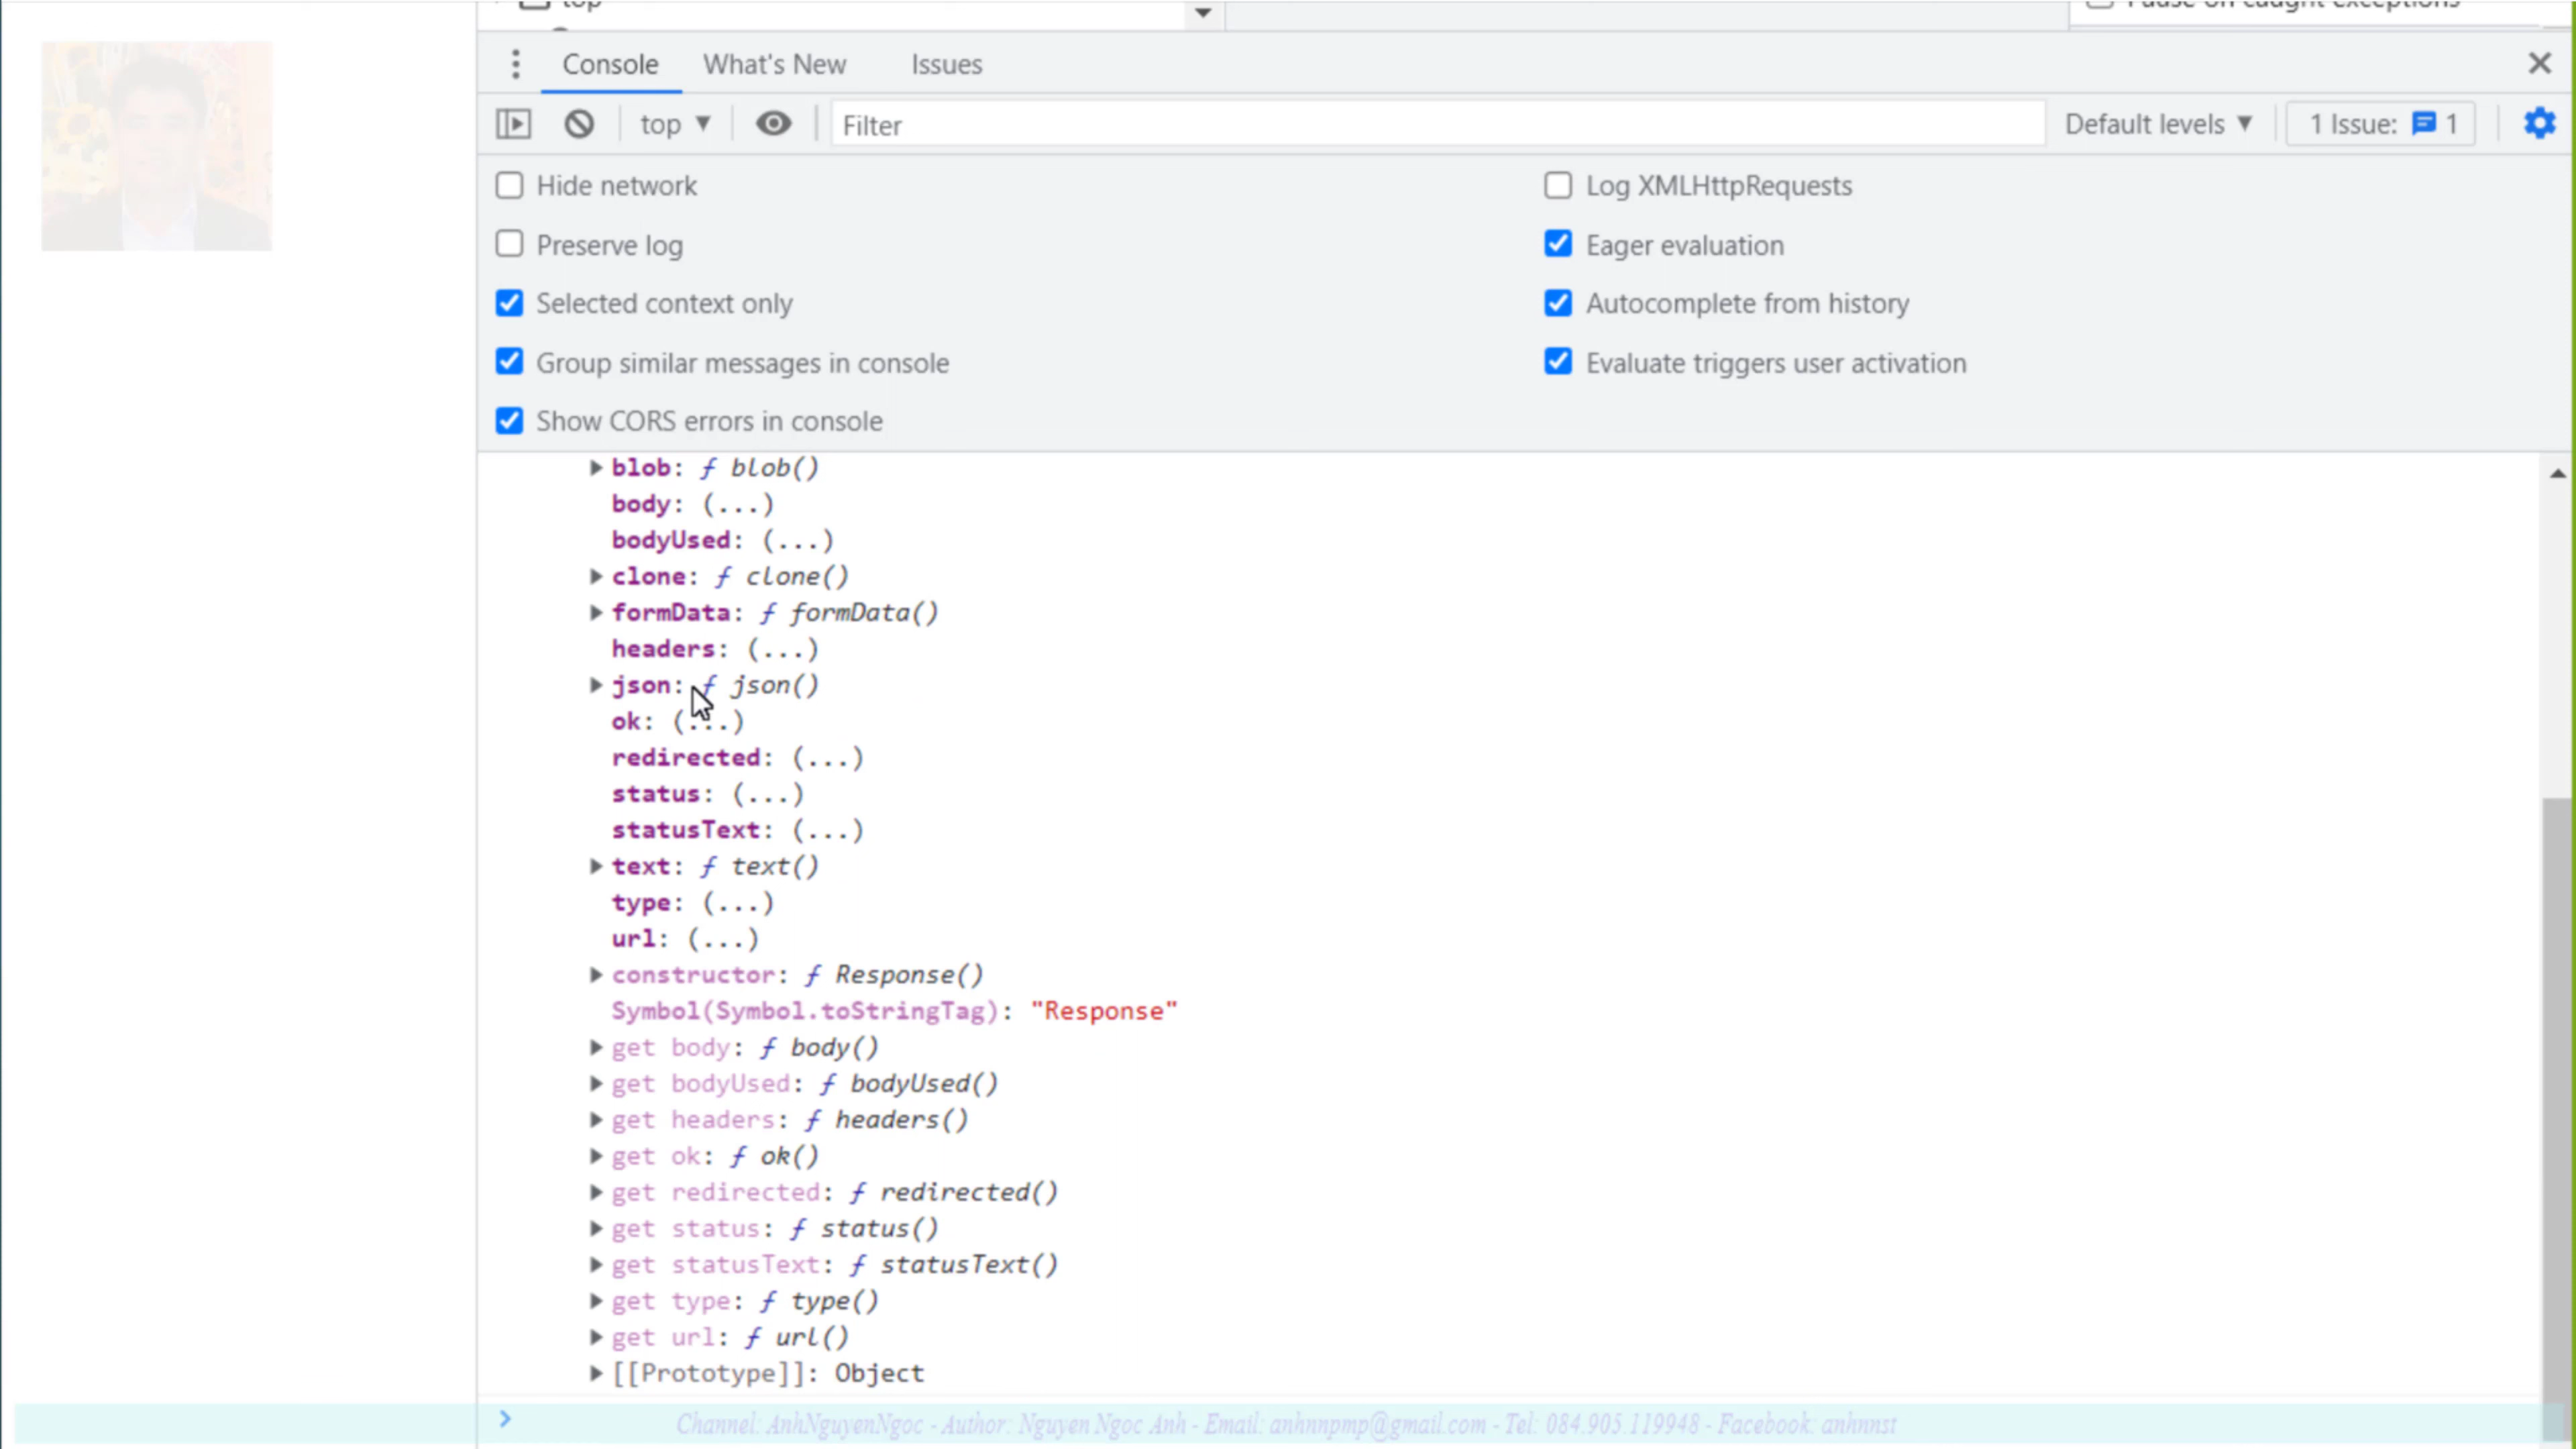 top
Pause on caught exceptions
Console What's New Issues
top ▼ Filter Default levels ▼ 1 Issue: 1
Hide network Log XMLHttpRequests
Preserve log Eager evaluation
Selected context only Autocomplete from history
Group similar messages in console Evaluate triggers user activation
Show CORS errors in console
blob: ƒ blob()
body: (...)
bodyUsed: (...)
clone: ƒ clone()
formData: ƒ formData()
headers: (...)
json: ƒ json()
ok: (...)
redirected: (...)
status: (...)
statusText: (...)
text: ƒ text()
type: (...)
url: (...)
constructor: ƒ Response()
Symbol(Symbol.toStringTag): "Response"
get body: ƒ body()
get bodyUsed: ƒ bodyUsed()
get headers: ƒ headers()
get ok: ƒ ok()
get redirected: ƒ redirected()
get status: ƒ status()
get statusText: ƒ statusText()
get type: ƒ type()
get url: ƒ url()
[[Prototype]]: Object
Channel: AnhNguyenNgoc - Author: Nguyen Ngoc Anh - Email: anhnnpmp@gmail.com - Tel: 084.905.119948 - Facebook: anhnnst